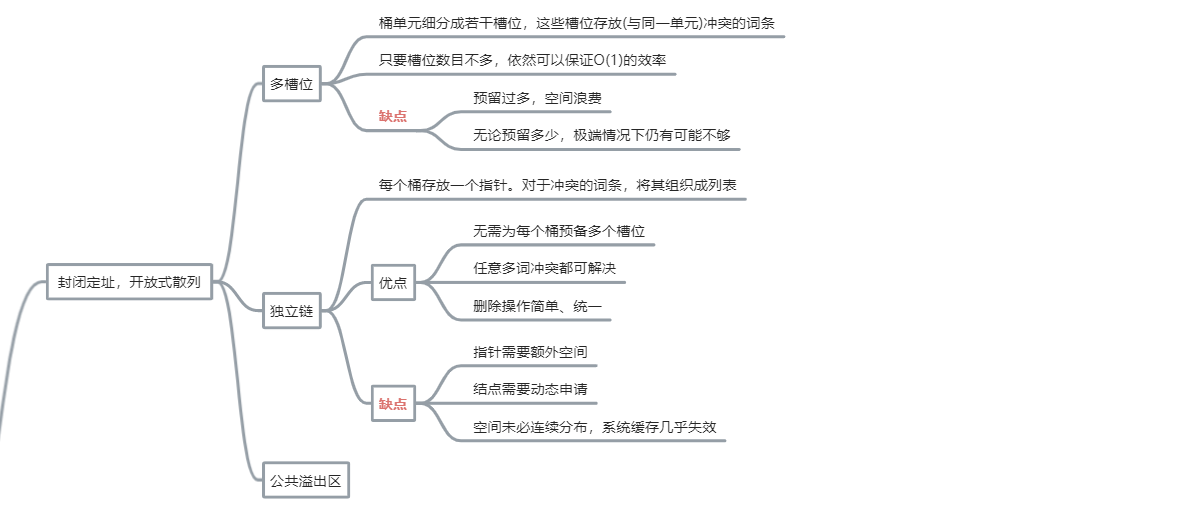 桶单元细分成若干槽位，这些槽位存放(与同一单元)冲突的词条
只要槽位数目不多，依然可以保证O(1)的效率
多槽位
预留过多，空间浪费
缺点
无论预留多少，极端情况下仍有可能不够
每个桶存放一个指针。对于冲突的词条，将其组织成列表
无需为每个桶预备多个槽位
任意多词冲突都可解决
优点
封闭定址，开放式散列
删除操作简单、统一
独立链
指针需要额外空间
结点需要动态申请
缺点
空间未必连续分布，系统缓存几乎失效
公共溢出区